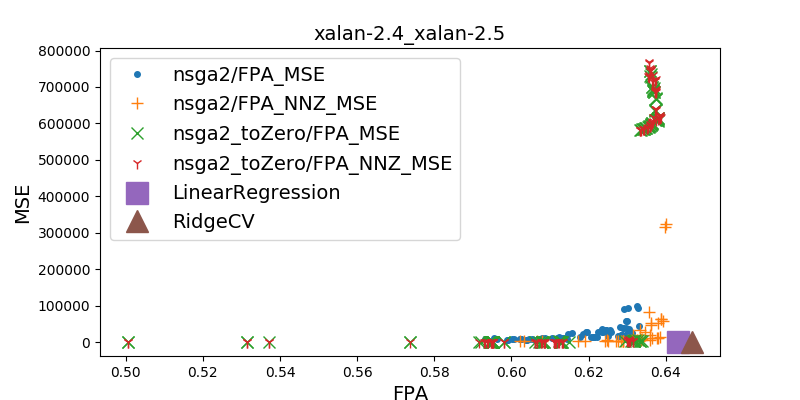 xalan-2.4_xalan-2.5
800000
700000
600000
500000
400000
300000
200000
100000
0
MSE
nsga2/FPA_MSE
nsga2/FPA_NNZ_MSE
nsga2_toZero/FPA_MSE
nsga2_toZero/FPA_NNZ_MSE
LinearRegression
RidgeCV
0.50 0.52 0.54 0.56 0.58 0.60 0.62 0.64
FPA